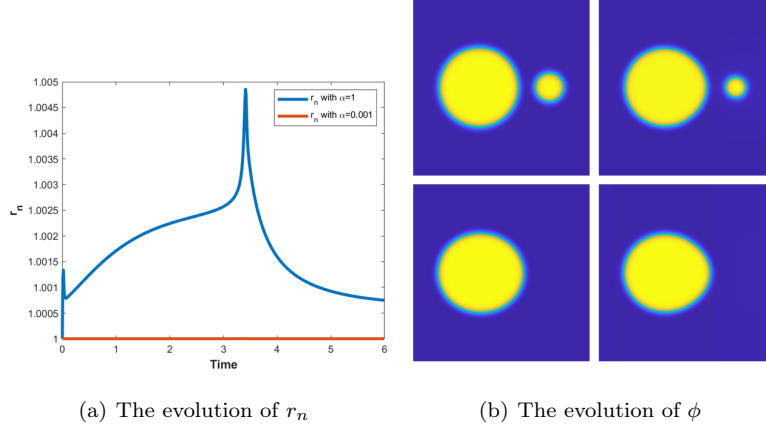 1.005
1.0045
1.004
1.0035
1.003
1.0025
1.002
1.0015
1.001
1.0005
1
r_n
r_n with α=1
r_n with α=0.001
0 1 2 3 4 5 6
Time
(a) The evolution of r_n
(b) The evolution of ϕ